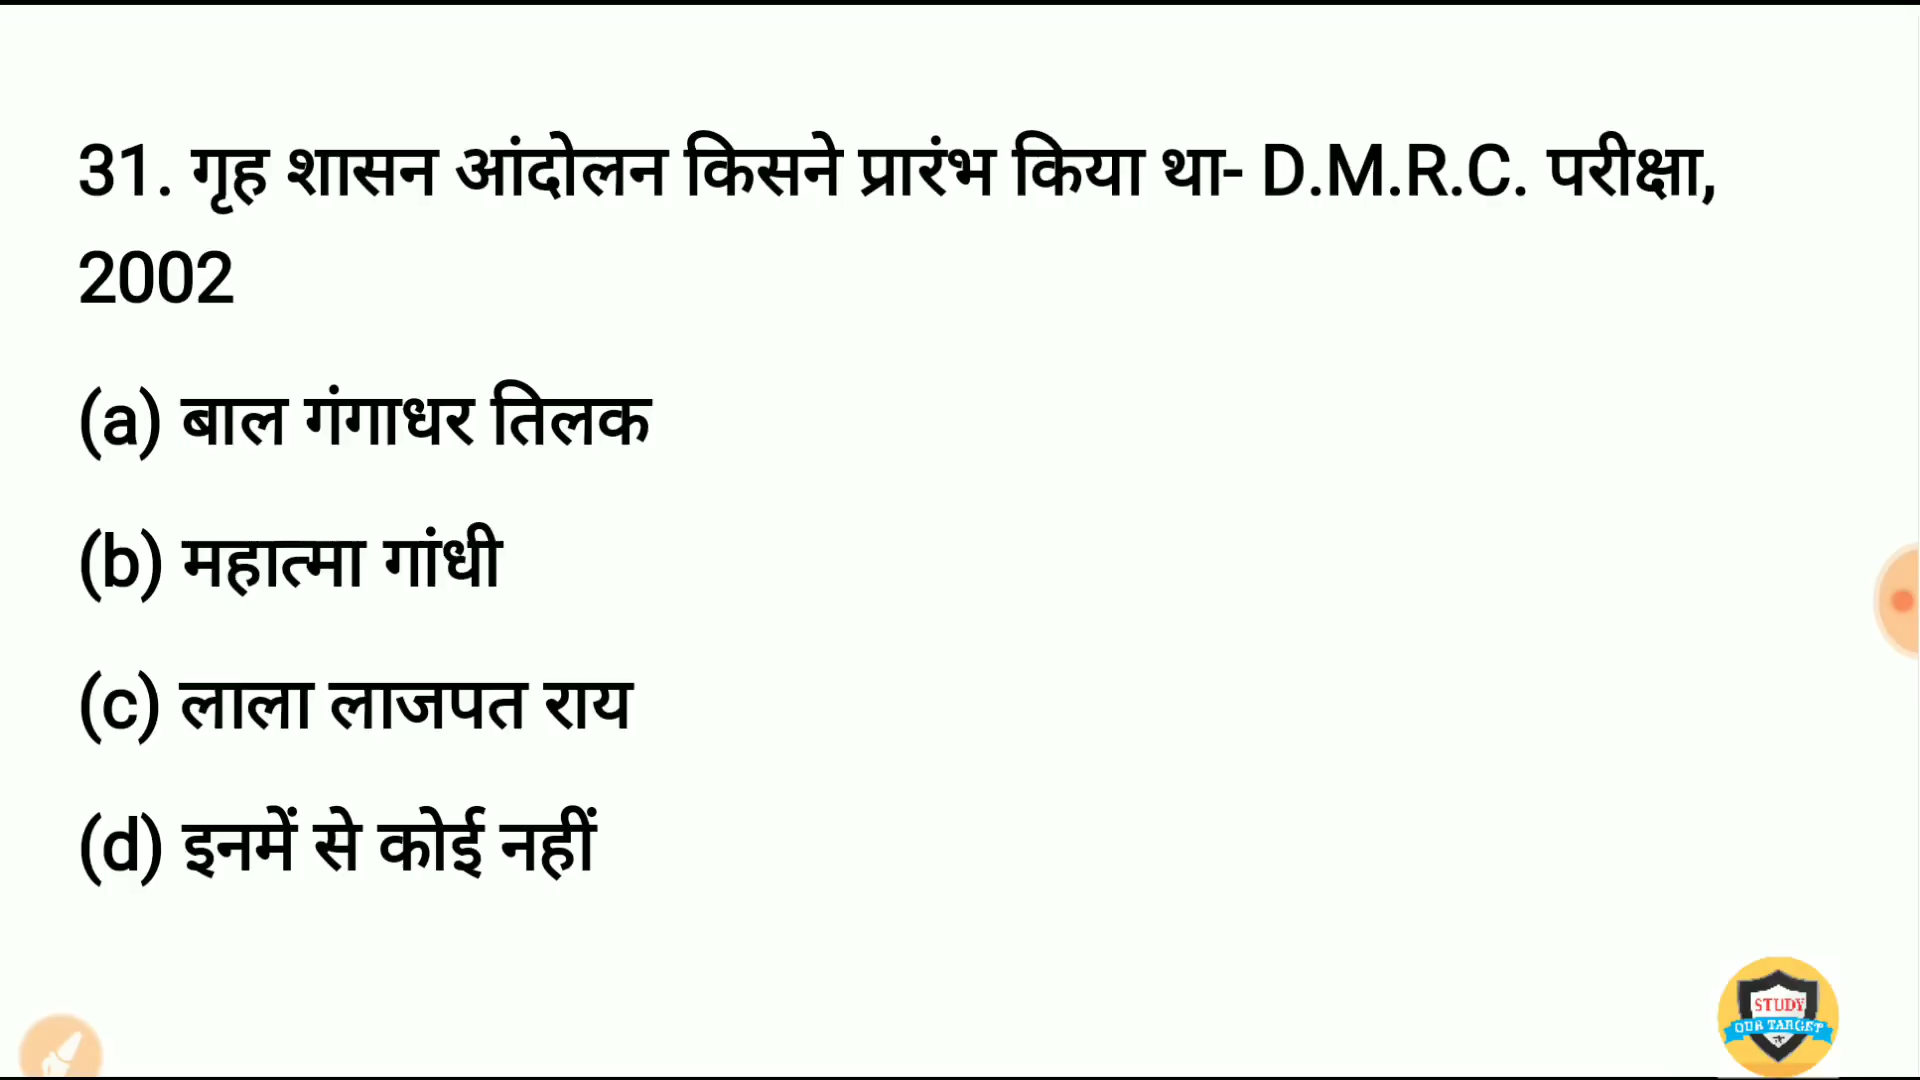 31. गृह शासन आंदोलन किसने प्रारंभ किया था- D.M.R.C. परीक्षा,
2002
(a) बाल गंगाधर तिलक
(b) महात्मा गांधी
(c) लाला लाजपत राय
(d) इनमें से कोई नहीं
STUDY
OUR TARGET